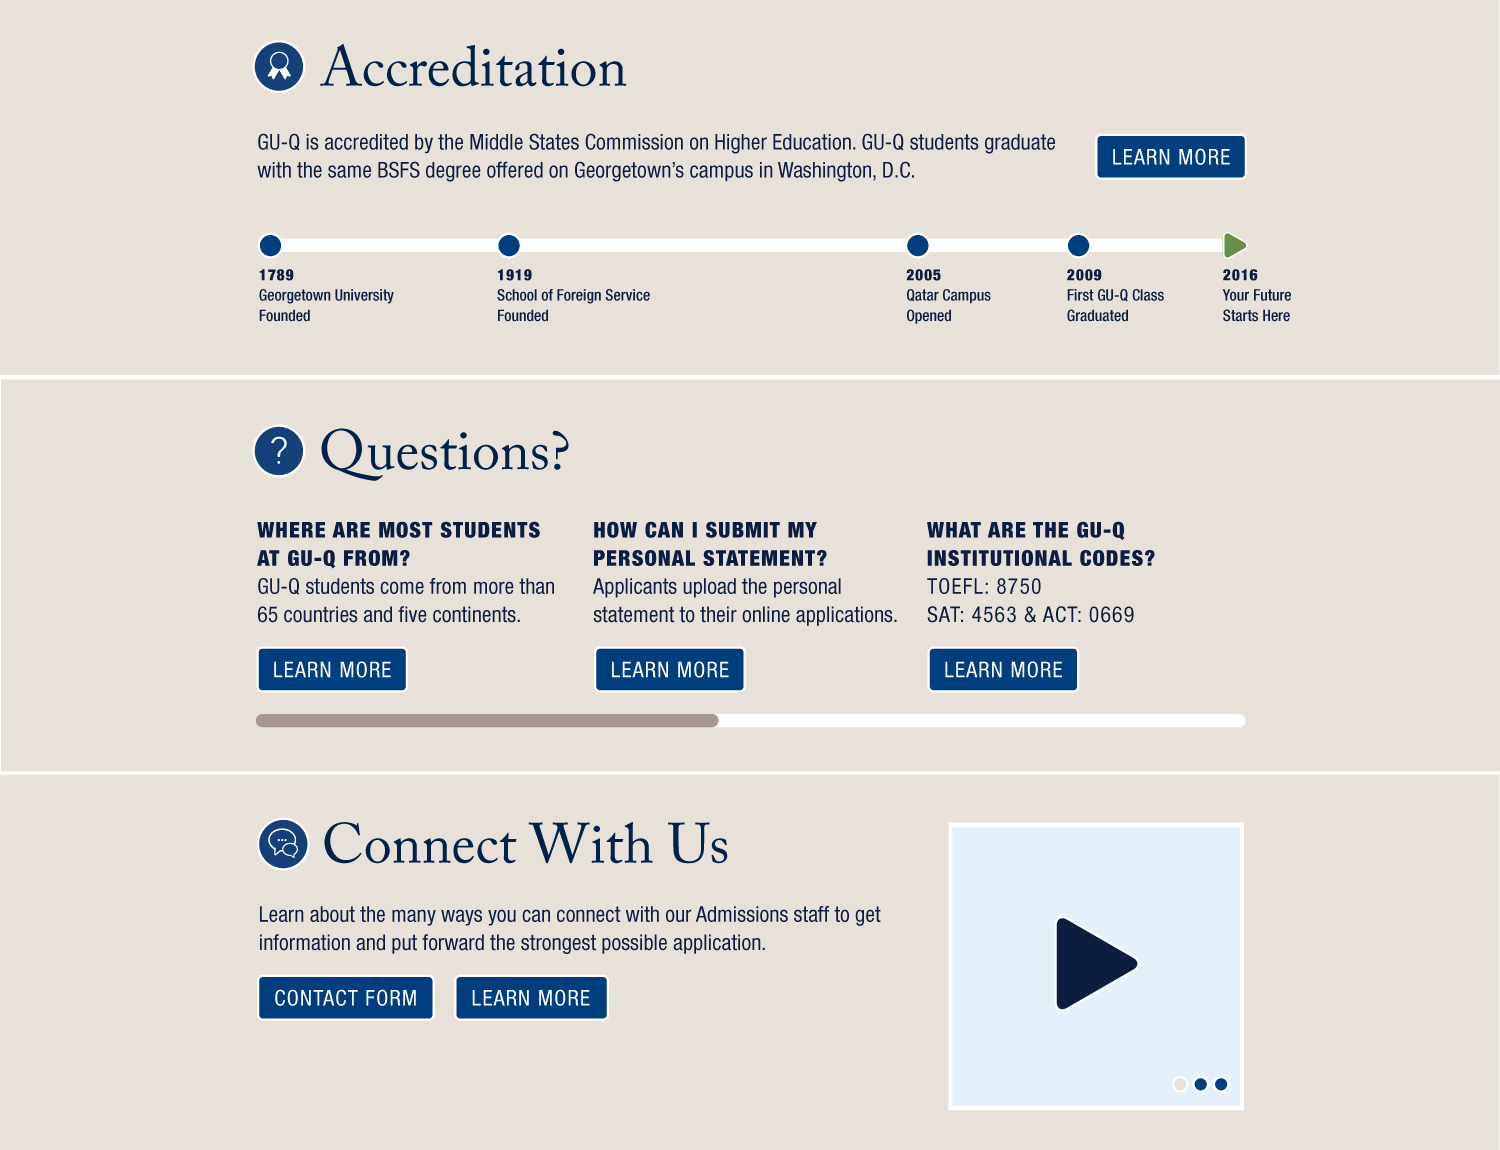 Accreditation
GU-Q is accredited by the Middle States Commission on Higher Education. GU-Q students graduate
with the same BSFS degree offered on Georgetown's campus in Washington, D.C.
LEARN MORE
1789
Georgetown University
Founded
1919
School of Foreign Service
Founded
2005
Qatar Campus
Opened
2009
First GU-Q Class
Graduated
2016
Your Future
Starts Here
?
Questions?
WHERE ARE MOST STUDENTS
AT GU-Q FROM?
GU-Q students come from more than
65 countries and five continents.
LEARN MORE
HOW CAN I SUBMIT MY
PERSONAL STATEMENT?
Applicants upload the personal
statement to their online applications.
LEARN MORE
WHAT ARE THE GU-Q
INSTITUTIONAL CODES?
TOEFL: 8750
SAT: 4563 & ACT: 0669
LEARN MORE
Connect With Us
Learn about the many ways you can connect with our Admissions staff to get
information and put forward the strongest possible application.
CONTACT FORM
LEARN MORE